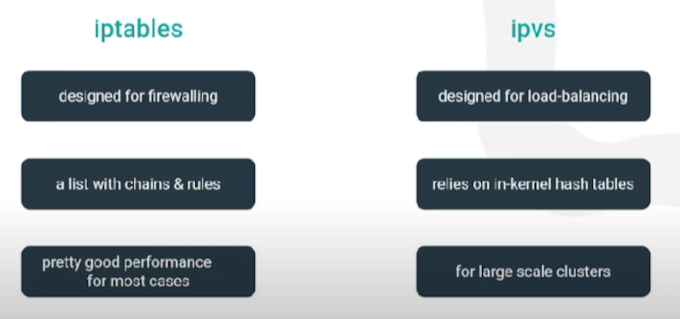 iptables
ipvs
designed for firewalling
designed for load-balancing
a list with chains & rules
relies on in-kernel hash tables
pretty good performance
for most cases
for large scale clusters